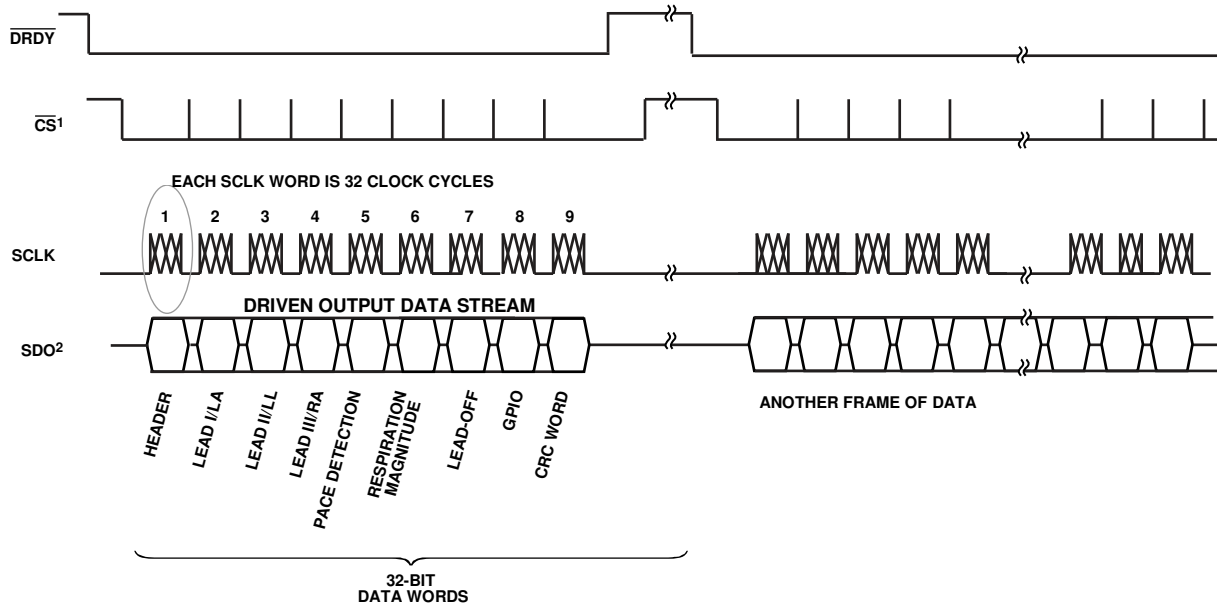 DRDY
CS1
EACH SCLK WORD IS 32 CLOCK CYCLES
1 2 3 4 5 6 7 8 9
SCLK
DRIVEN OUTPUT DATA STREAM
SDO2
HEADER
LEAD I/LA
LEAD II/LL
LEAD III/RA
PACE DETECTION
RESPIRATION
MAGNITUDE
LEAD-OFF
GPIO
CRC WORD
ANOTHER FRAME OF DATA
32-BIT
DATA WORDS